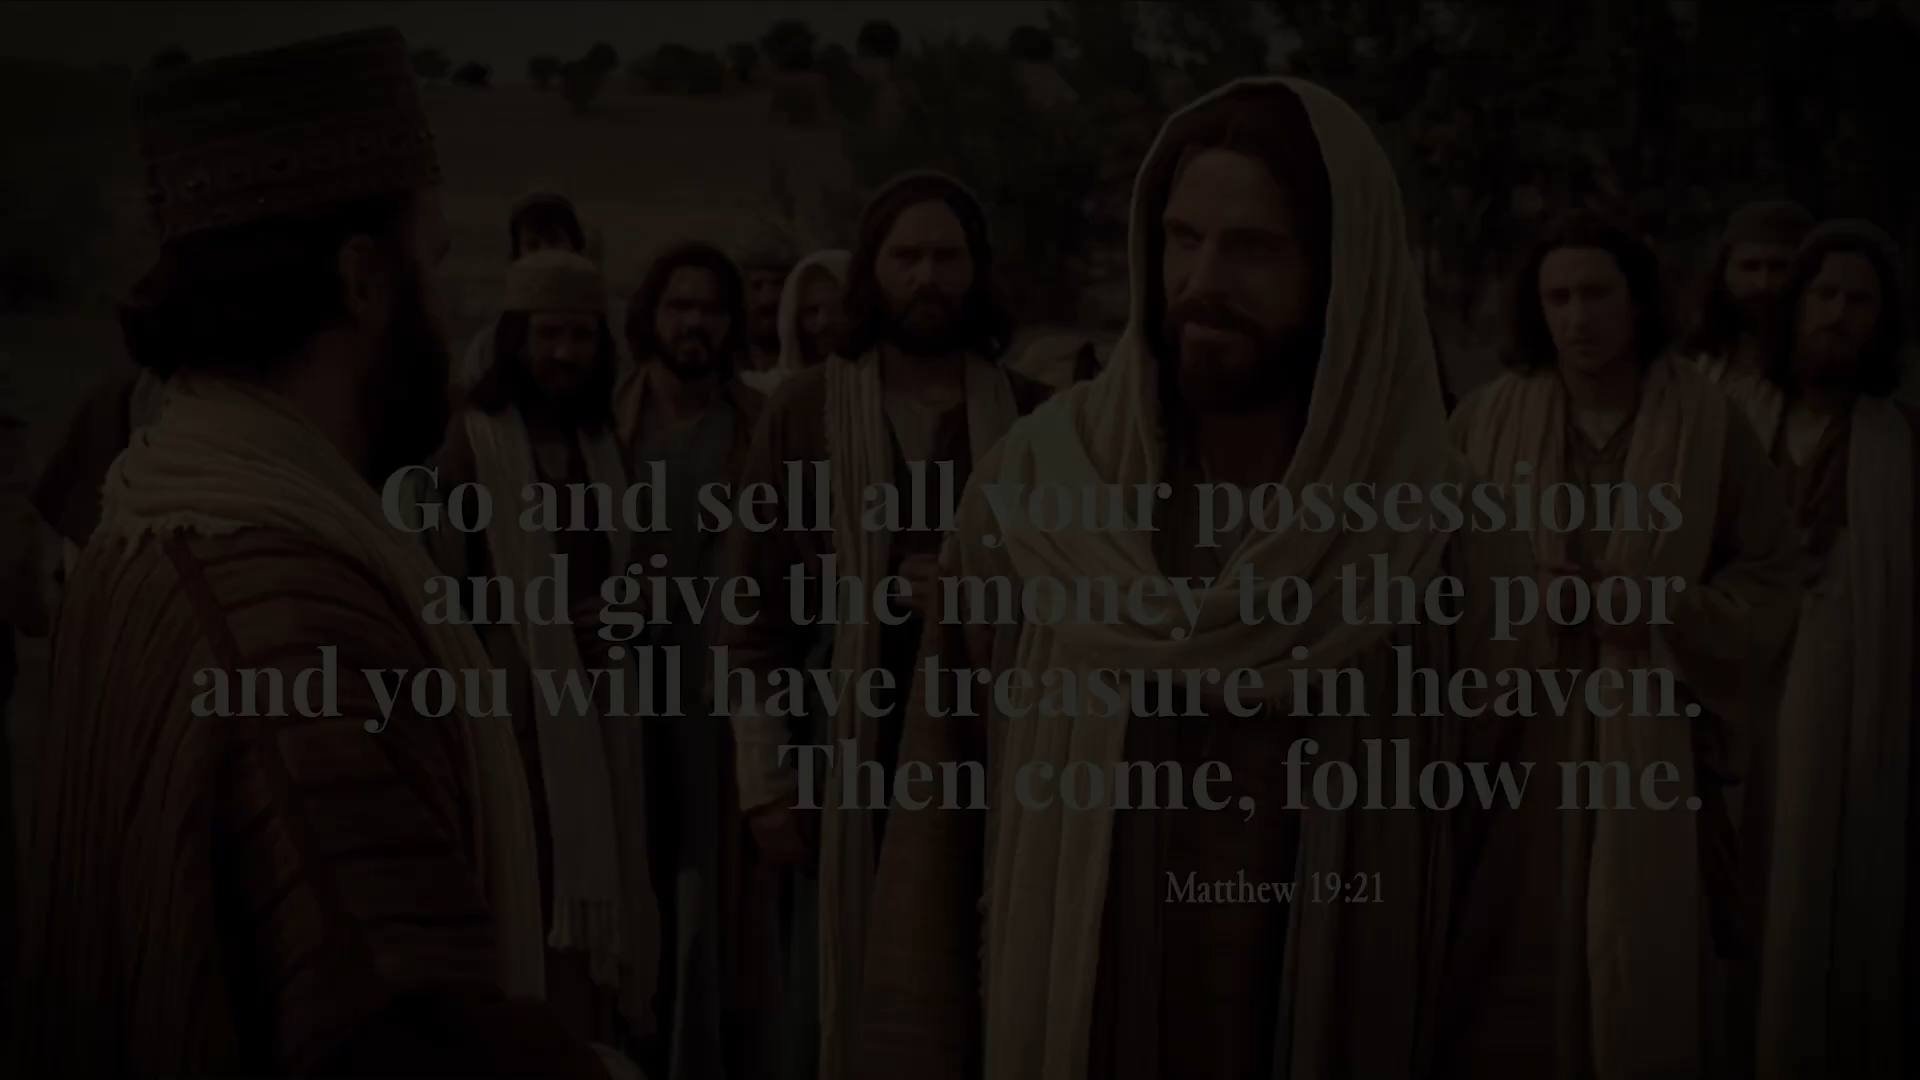 Go and sell all your possessions
and give the money to the poor
and you will have treasure in heaven.
Then come, follow me.
Matthew 19:21